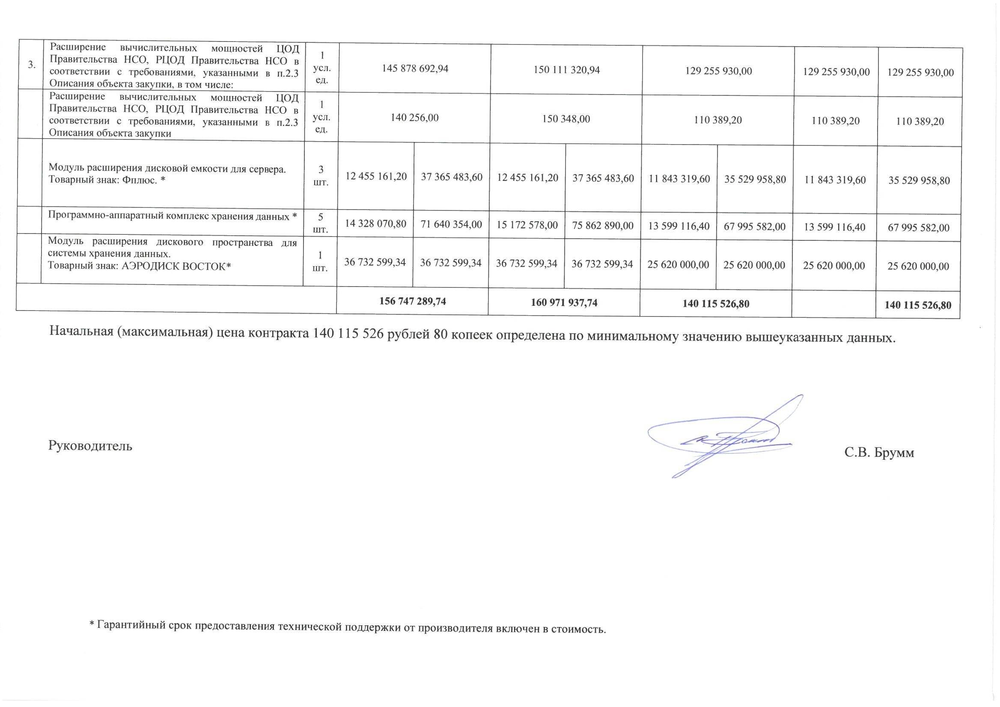 3.
Расширение вычислительных мощностей ЦОД
Правительства НСО, РЦОД Правительства НСО в
соответствии с требованиями, указанными в п.2.3
Описания объекта закупки, в том числе:
1
усл.
ед.
145 878 692,94
150 111 320,94
129 255 930,00
129 255 930,00
129 255 930,00
Расширение вычислительных мощностей ЦОД
Правительства НСО, РЦОД Правительства НСО в
соответствии с требованиями, указанными в п.2.3
Описания объекта закупки
1
усл.
ед.
140 256,00
150 348,00
110 389,20
110 389,20
110 389,20
Модуль расширения дисковой емкости для сервера.
Товарный знак: Фплюс. *
3
шт.
12 455 161,20
37 365 483,60
12 455 161,20
37 365 483,60
11 843 319,60
35 529 958,80
11 843 319,60
35 529 958,80
Программно-аппаратный комплекс хранения данных *
5
шт.
14 328 070,80
71 640 354,00
15 172 578,00
75 862 890,00
13 599 116,40
67 995 582,00
13 599 116,40
67 995 582,00
Модуль расширения дискового пространства для
системы хранения данных.
Товарный знак: АЭРОДИСК ВОСТОК*
1
шт.
36 732 599,34
36 732 599,34
36 732 599,34
36 732 599,34
25 620 000,00
25 620 000,00
25 620 000,00
25 620 000,00
156 747 289,74
160 971 937,74
140 115 526,80
140 115 526,80
Начальная (максимальная) цена контракта 140 115 526 рублей 80 копеек определена по минимальному значению вышеуказанных данных.
Руководитель
С.В. Брумм
* Гарантийный срок предоставления технической поддержки от производителя включен в стоимость.